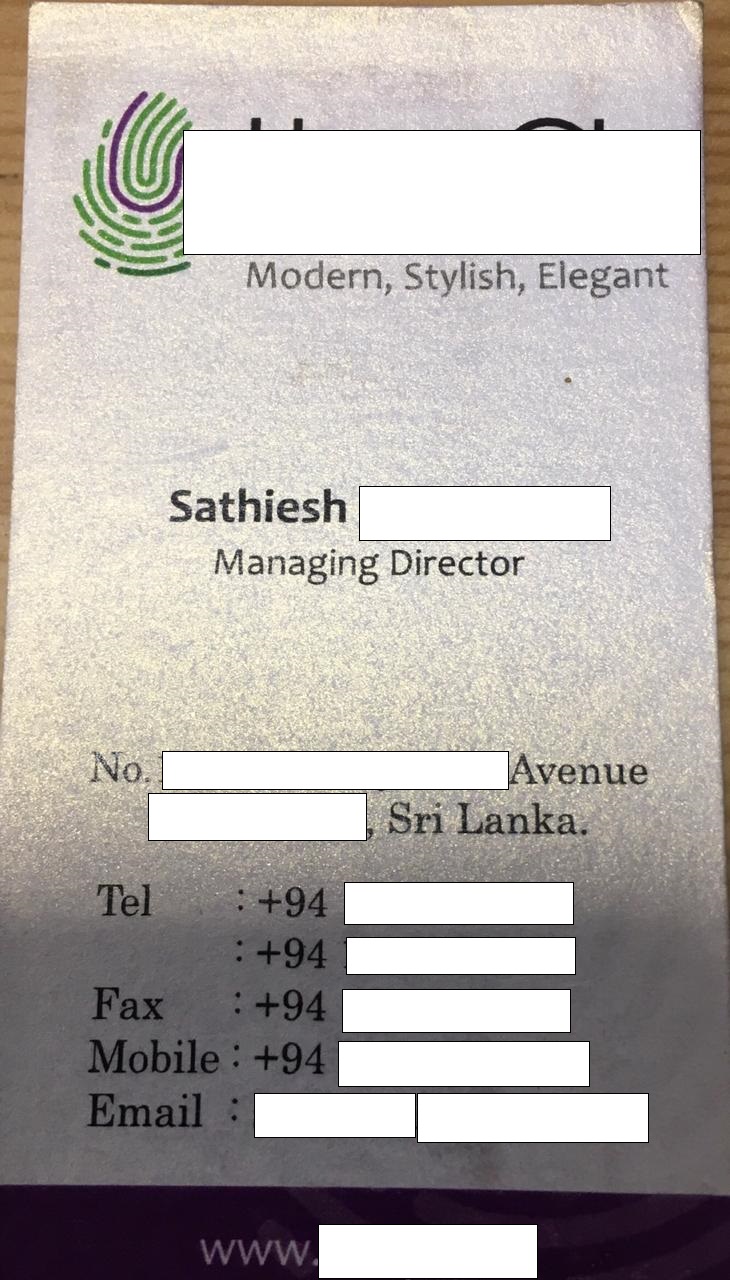 Modern, Stylish, Elegant
Sathiesh
Managing Director
No.
Avenue
, Sri Lanka.
Tel : +94
: +94
Fax : +94
Mobile : +94
Email :
www.